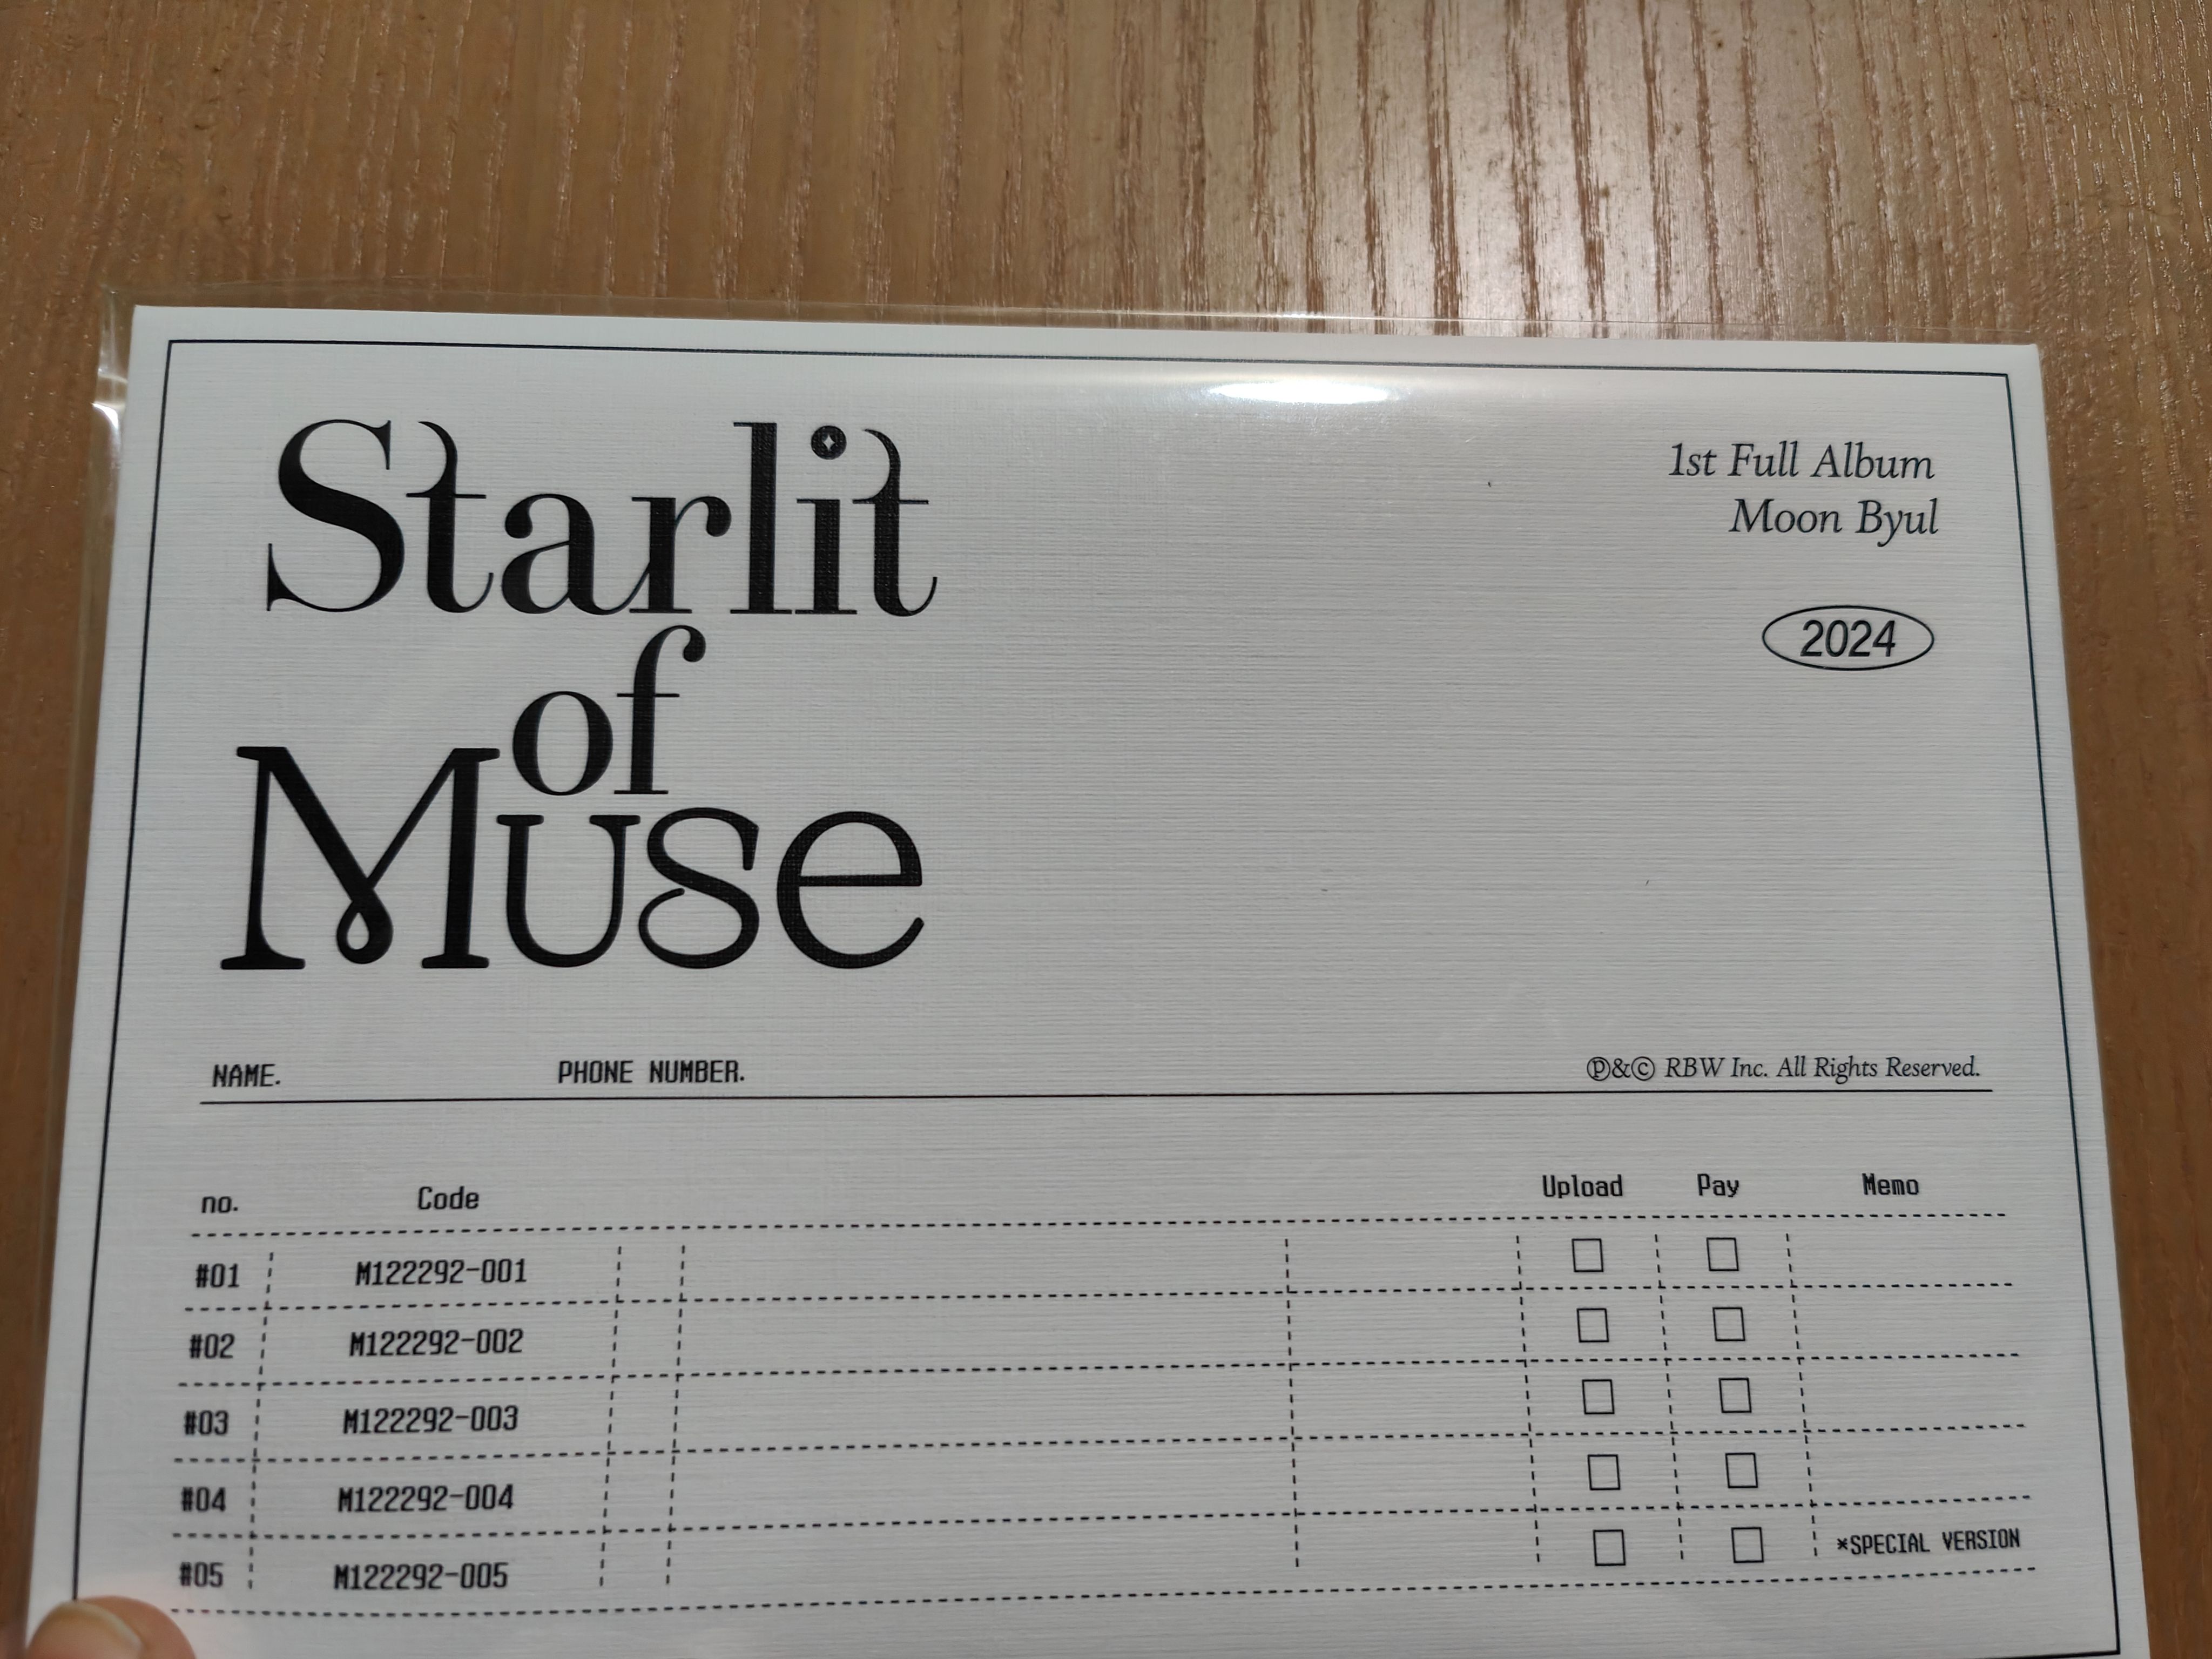 Starlit
of
Muse
1st Full Album
Moon Byul
2024
NAME. PHONE NUMBER. Ⓟ&Ⓒ RBW Inc. All Rights Reserved.
no. Code Upload Pay Memo
#01 M122292-001
#02 M122292-002
#03 M122292-003
#04 M122292-004
#05 M122292-005 *SPECIAL VERSION